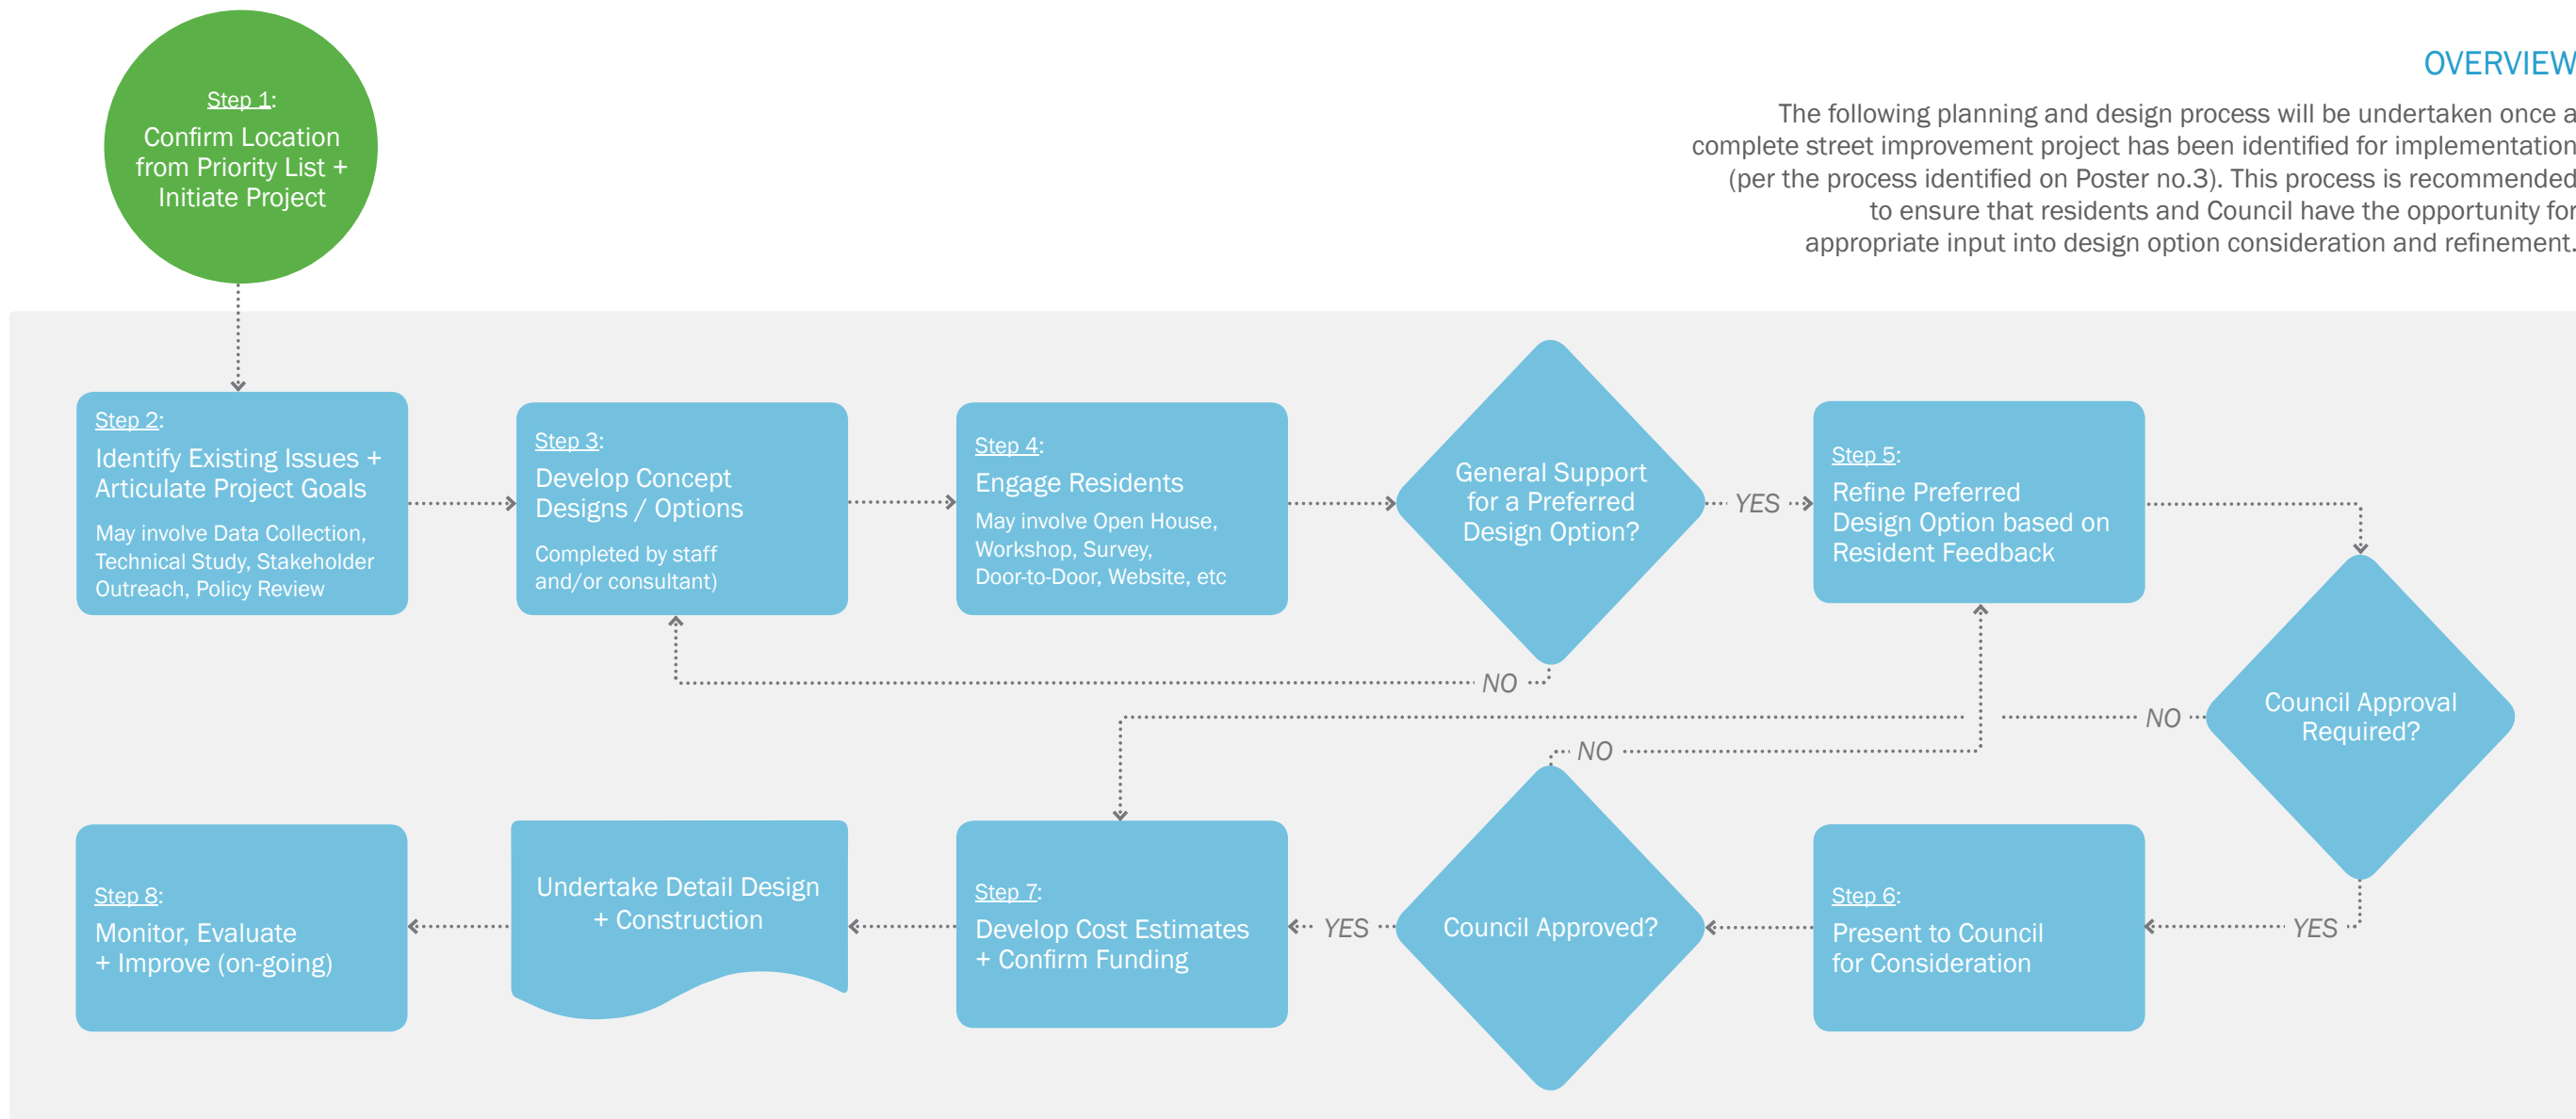 Step 1:
Confirm Location
from Priority List +
Initiate Project
OVERVIEW
The following planning and design process will be undertaken once a
complete street improvement project has been identified for implementation
(per the process identified on Poster no.3). This process is recommended
to ensure that residents and Council have the opportunity for
appropriate input into design option consideration and refinement.
Step 2:
Identify Existing Issues +
Articulate Project Goals
May involve Data Collection,
Technical Study, Stakeholder
Outreach, Policy Review
Step 3:
Develop Concept
Designs / Options
Completed by staff
and/or consultant)
Step 4:
Engage Residents
May involve Open House,
Workshop, Survey,
Door-to-Door, Website, etc
General Support
for a Preferred
Design Option?
YES
NO
Step 5:
Refine Preferred
Design Option based on
Resident Feedback
Council Approval
Required?
NO
YES
Step 6:
Present to Council
for Consideration
Council Approved?
NO
YES
Step 7:
Develop Cost Estimates
+ Confirm Funding
Undertake Detail Design
+ Construction
Step 8:
Monitor, Evaluate
+ Improve (on-going)